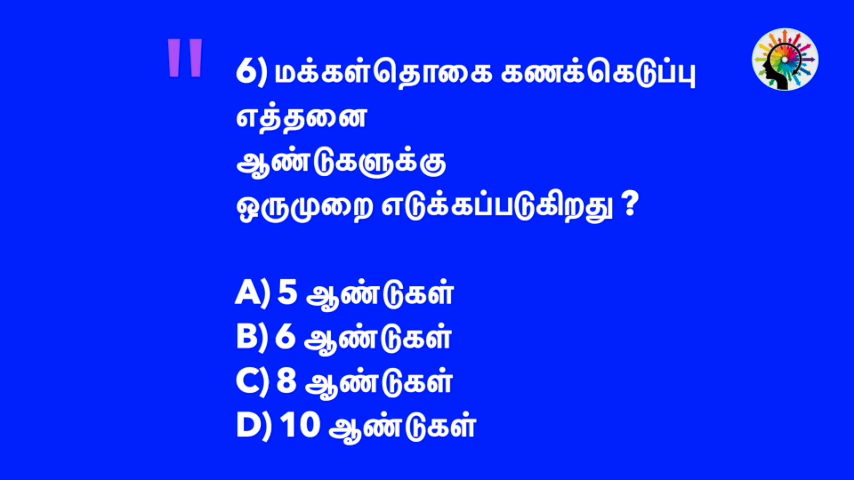 "
6) மக்கள்தொகை கணக்கெடுப்பு
எத்தனை
ஆண்டுகளுக்கு
ஒருமுறை எடுக்கப்படுகிறது ?
A) 5 ஆண்டுகள்
B) 6 ஆண்டுகள்
C) 8 ஆண்டுகள்
D) 10 ஆண்டுகள்